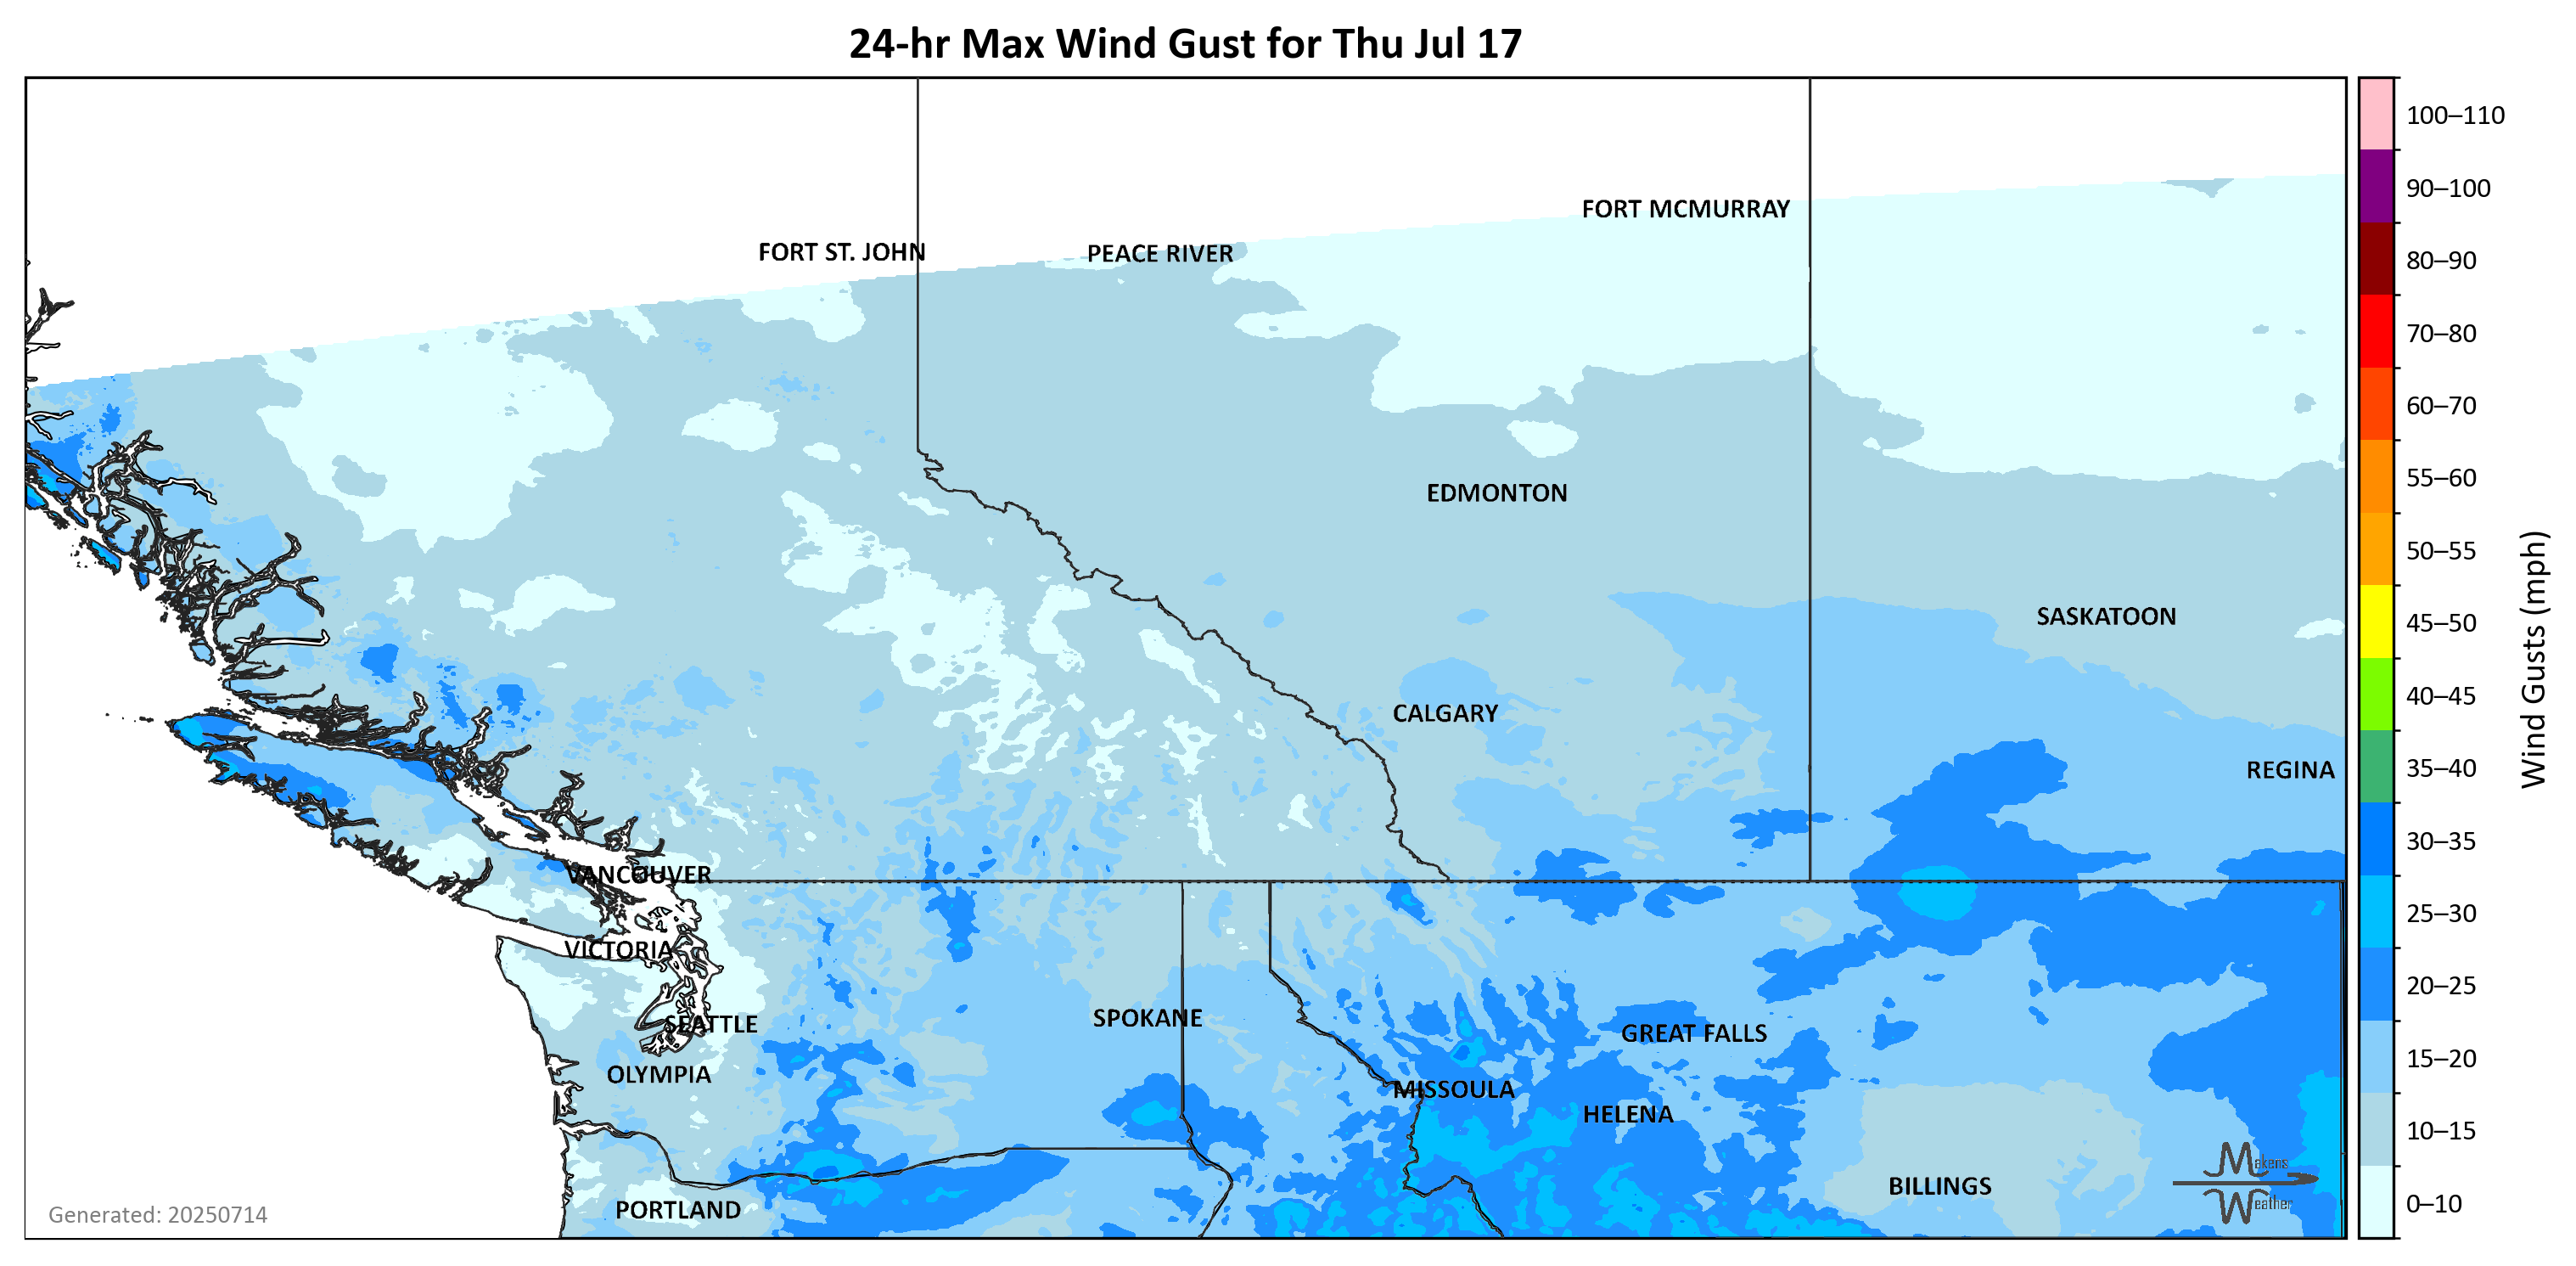 24-hr Max Wind Gust for Thu Jul 17
FORT MCMURRAY
FORT ST. JOHN
PEACE RIVER
EDMONTON
SASKATOON
CALGARY
REGINA
VANCOUVER
VICTORIA
SPOKANE
SEATTLE
GREAT FALLS
OLYMPIA
MISSOULA
HELENA
BILLINGS
PORTLAND
Makens
Weather
Generated: 20250714
100–110
90–100
80–90
70–80
60–70
55–60
50–55
45–50
40–45
35–40
30–35
25–30
20–25
15–20
10–15
0–10
Wind Gusts (mph)